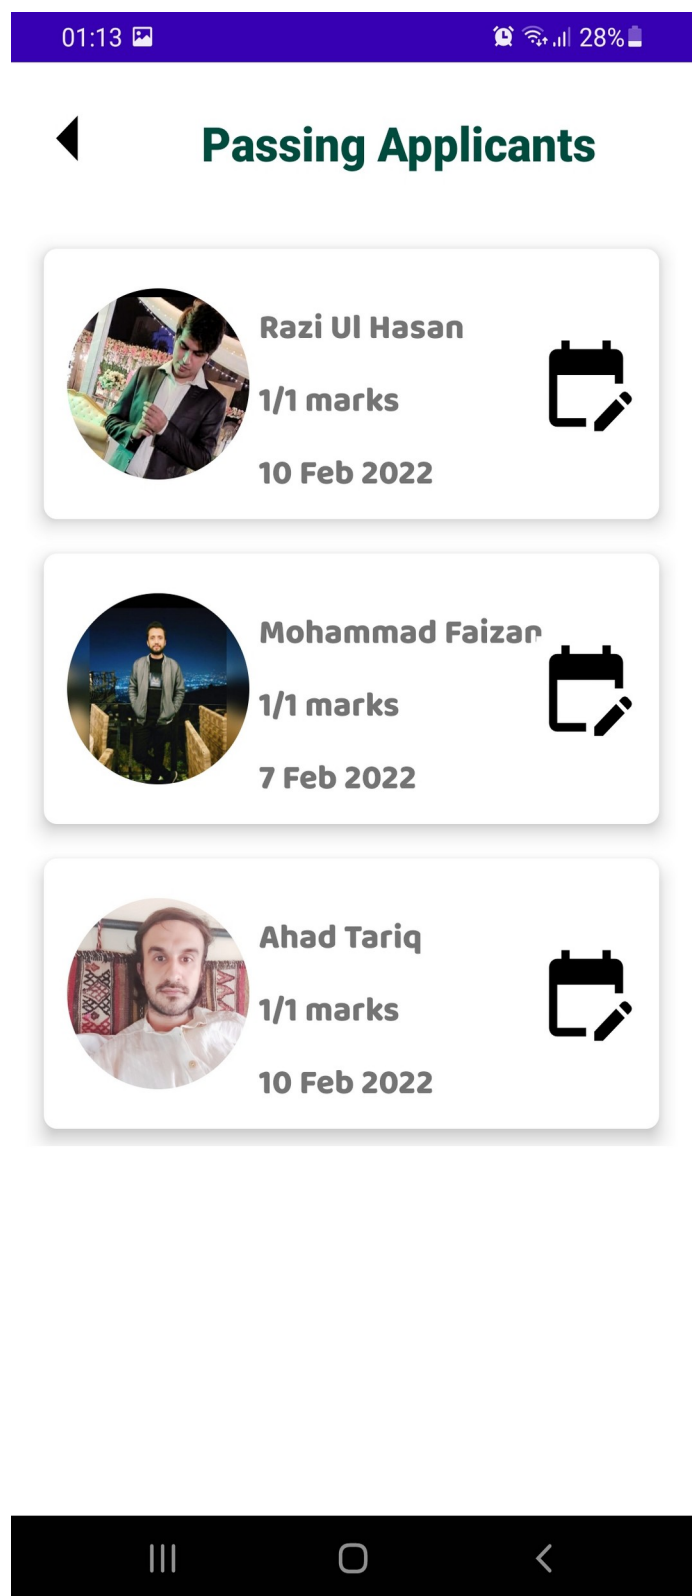 01:13 28%
Passing Applicants
Razi Ul Hasan
1/1 marks
10 Feb 2022
Mohammad Faizan
1/1 marks
7 Feb 2022
Ahad Tariq
1/1 marks
10 Feb 2022